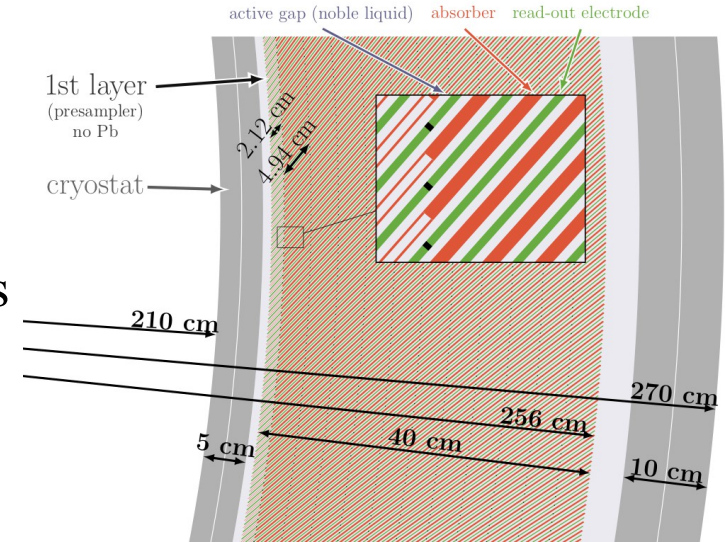 active gap (noble liquid) absorber read-out electrode
1st layer
(presampler)
no Pb
2.12 cm
4.94 cm
cryostat
s
210 cm
270 cm
256 cm
40 cm
5 cm
10 cm